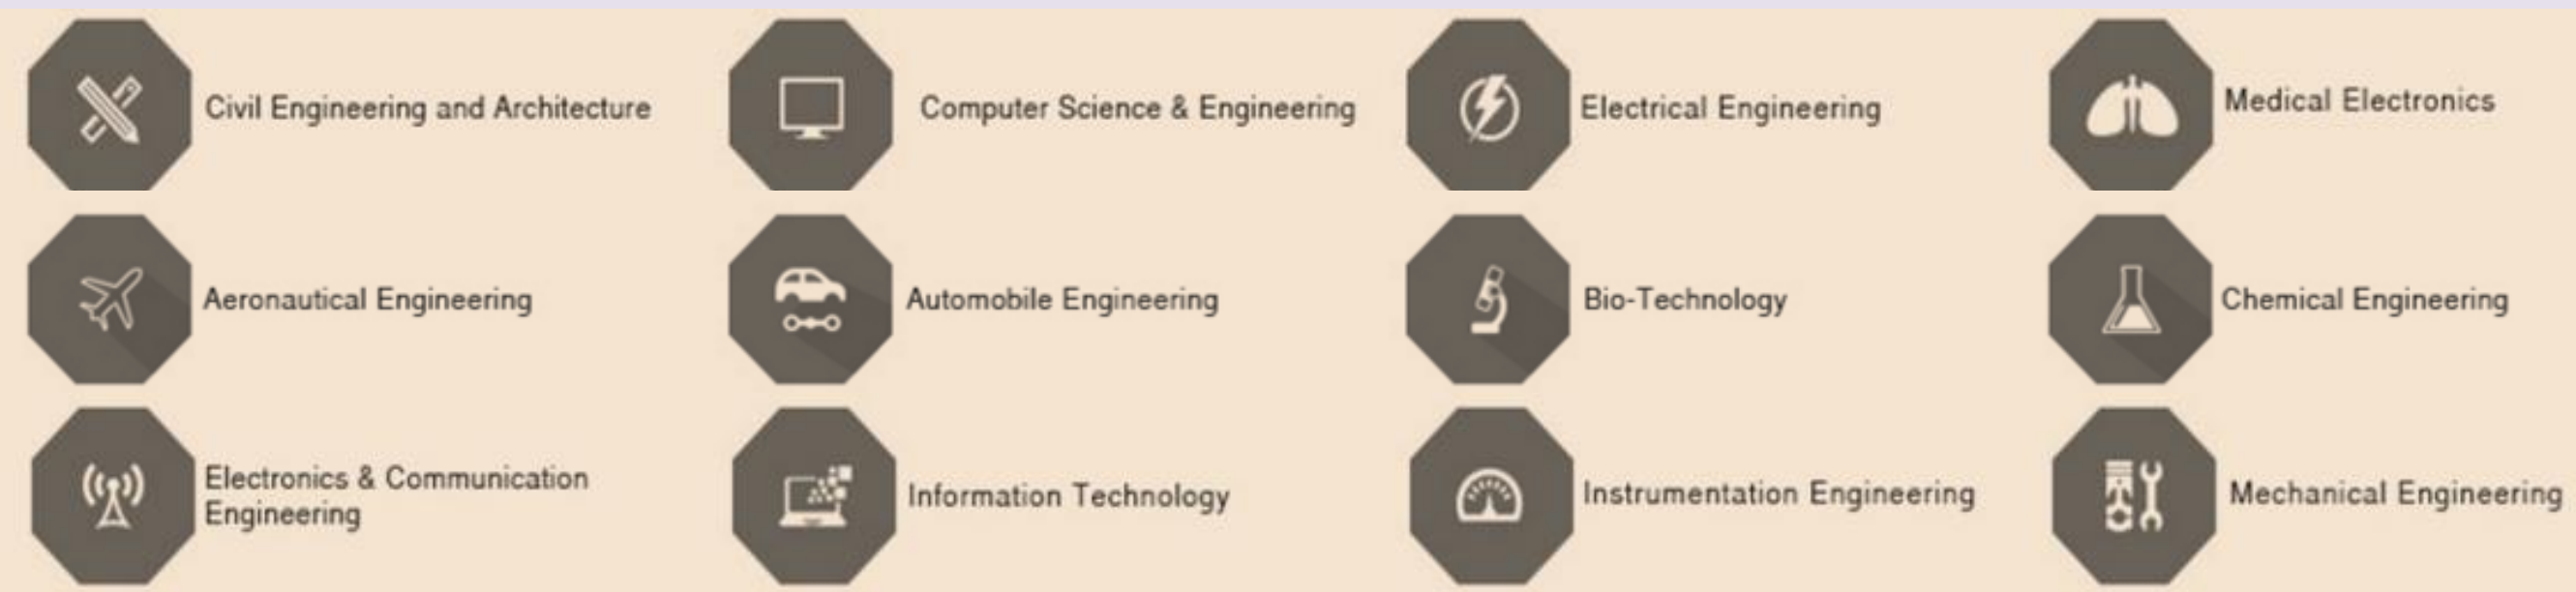 Civil Engineering and Architecture
Computer Science & Engineering
Electrical Engineering
Medical Electronics
Aeronautical Engineering
Automobile Engineering
Bio-Technology
Chemical Engineering
Electronics & Communication
Engineering
Information Technology
Instrumentation Engineering
Mechanical Engineering